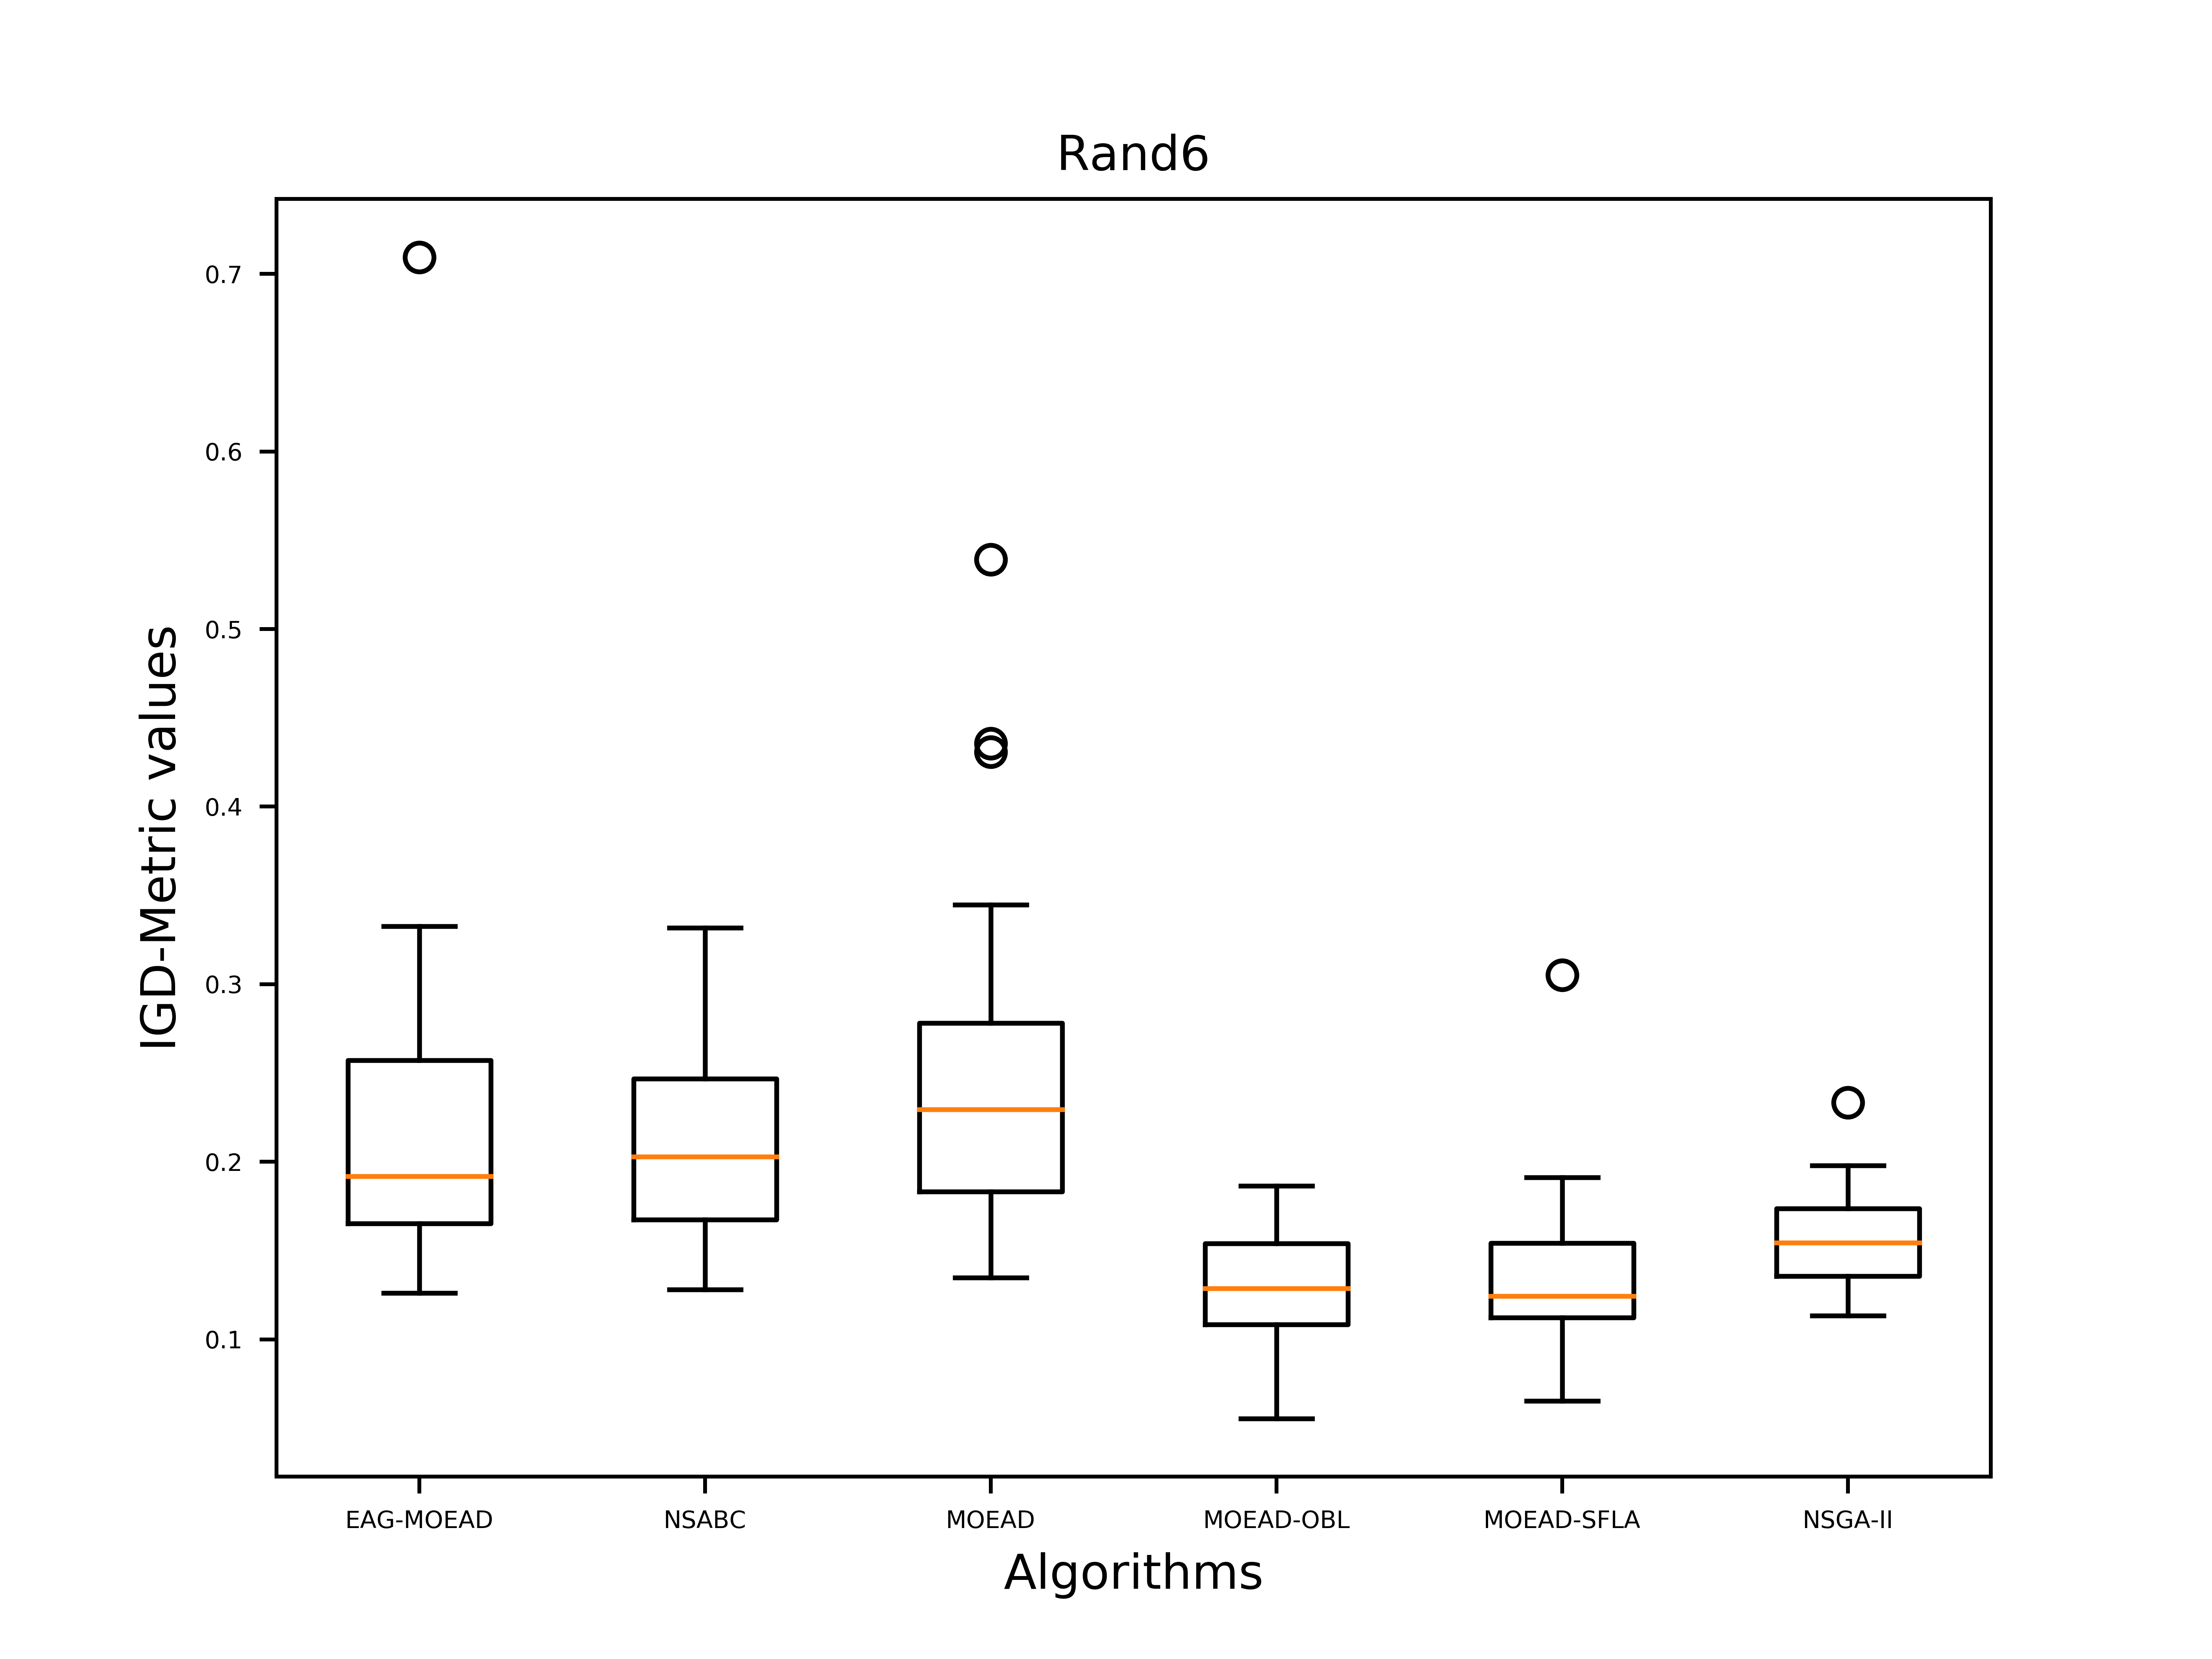 Rand6
IGD-Metric values
0.7
0.6
0.5
0.4
0.3
0.2
0.1
EAG-MOEAD
NSABC
MOEAD
MOEAD-OBL
MOEAD-SFLA
NSGA-II
Algorithms